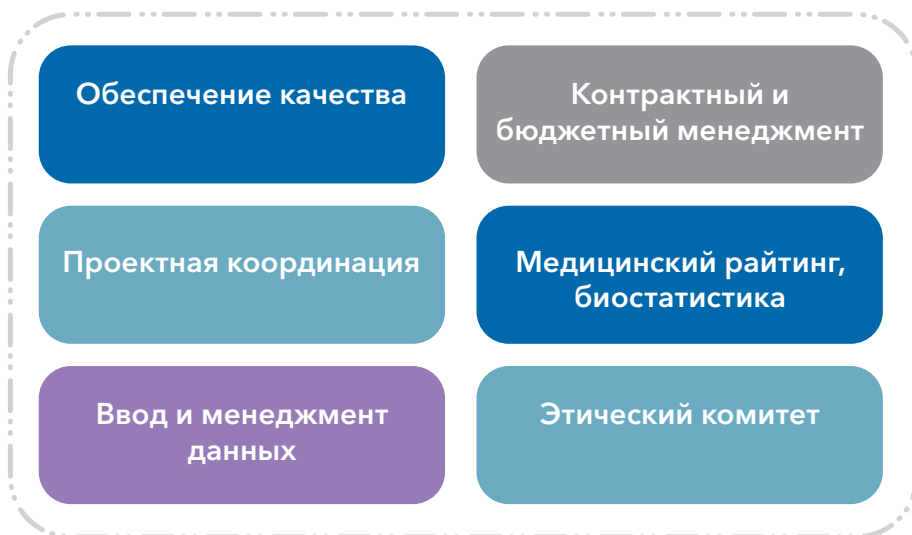 Обеспечение качества
Контрактный и
бюджетный менеджмент
Проектная координация
Медицинский райтинг,
биостатистика
Ввод и менеджмент
данных
Этический комитет